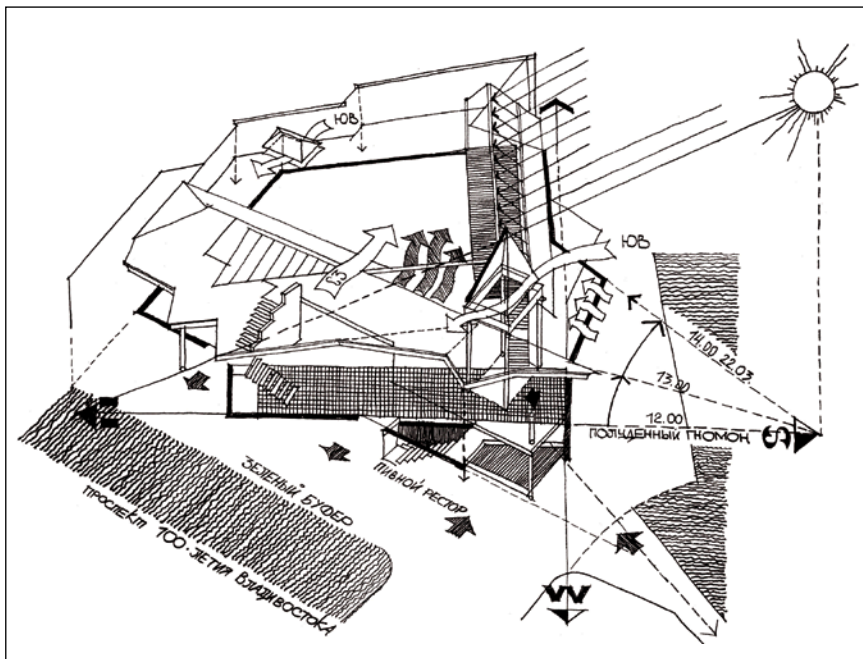 ЮВ
ЮВ
СЗ
14.00 22.03.
13.00
12.00
ПОЛУДЕННЫЙ ГНОМОН
S
ЗЕЛЕНЫЙ БУФЕР
ПИВНОЙ РЕСТОР
ПРОСПЕКТ 100-ЛЕТИЯ ВЛАДИВОСТОКА
W